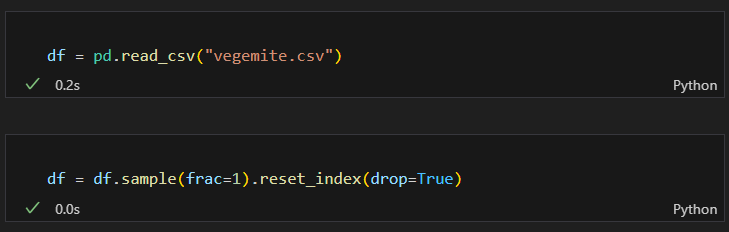 df = pd.read_csv("vegemite.csv")
✓ 0.2s Python
df = df.sample(frac=1).reset_index(drop=True)
✓ 0.0s Python